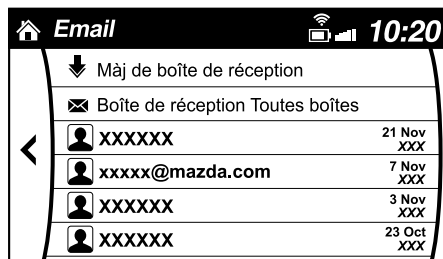 Email 10:20
Màj de boîte de réception
Boîte de réception Toutes boîtes
XXXXXX 21 Nov
XXX
xxxxx@mazda.com 7 Nov
XXX
XXXXXX 3 Nov
XXX
XXXXXX 23 Oct
XXX